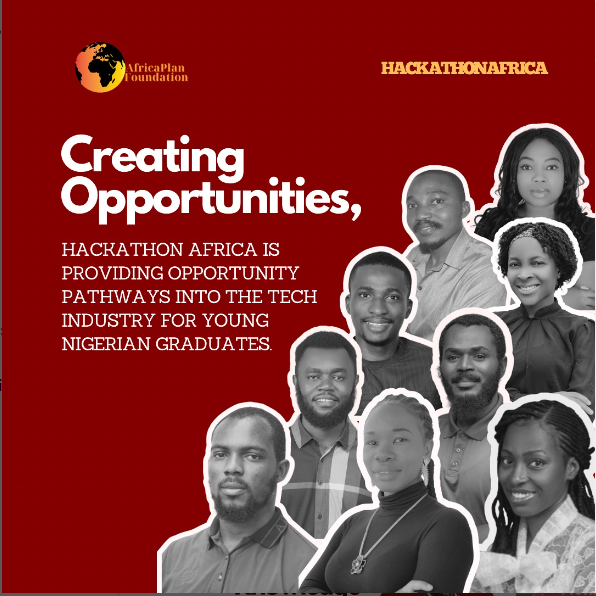 AfricaPlan
Foundation
HACKATHONAFRICA
Creating
Opportunities,
HACKATHON AFRICA IS
PROVIDING OPPORTUNITY
PATHWAYS INTO THE TECH
INDUSTRY FOR YOUNG
NIGERIAN GRADUATES.